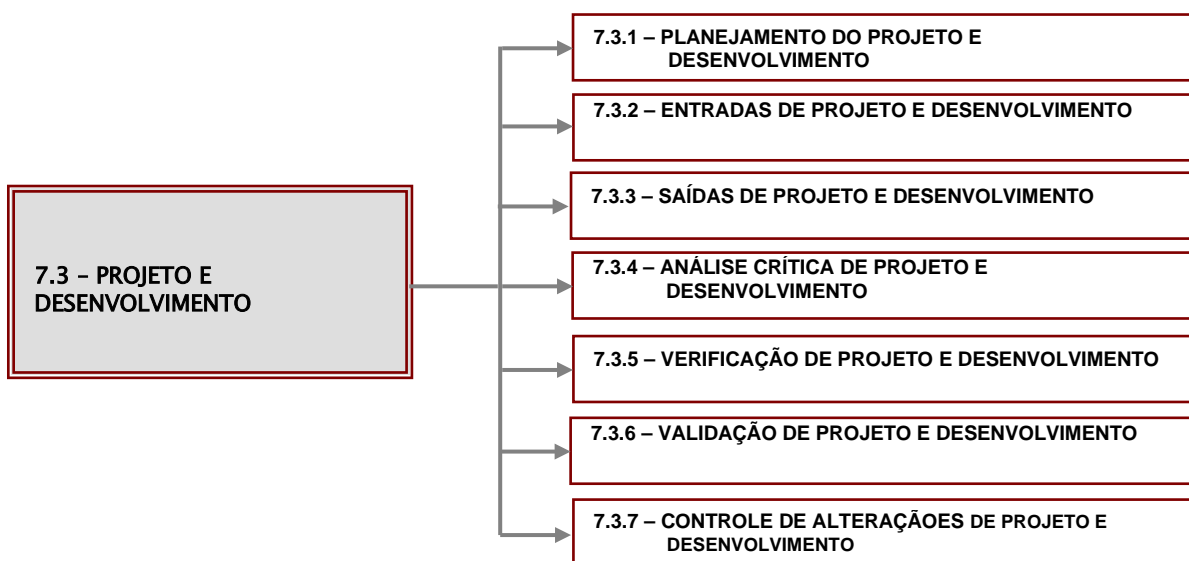 7.3 – PROJETO E
DESENVOLVIMENTO
7.3.1 – PLANEJAMENTO DO PROJETO E
DESENVOLVIMENTO
7.3.2 – ENTRADAS DE PROJETO E DESENVOLVIMENTO
7.3.3 – SAÍDAS DE PROJETO E DESENVOLVIMENTO
7.3.4 – ANÁLISE CRÍTICA DE PROJETO E
DESENVOLVIMENTO
7.3.5 – VERIFICAÇÃO DE PROJETO E DESENVOLVIMENTO
7.3.6 – VALIDAÇÃO DE PROJETO E DESENVOLVIMENTO
7.3.7 – CONTROLE DE ALTERAÇÃOES DE PROJETO E
DESENVOLVIMENTO